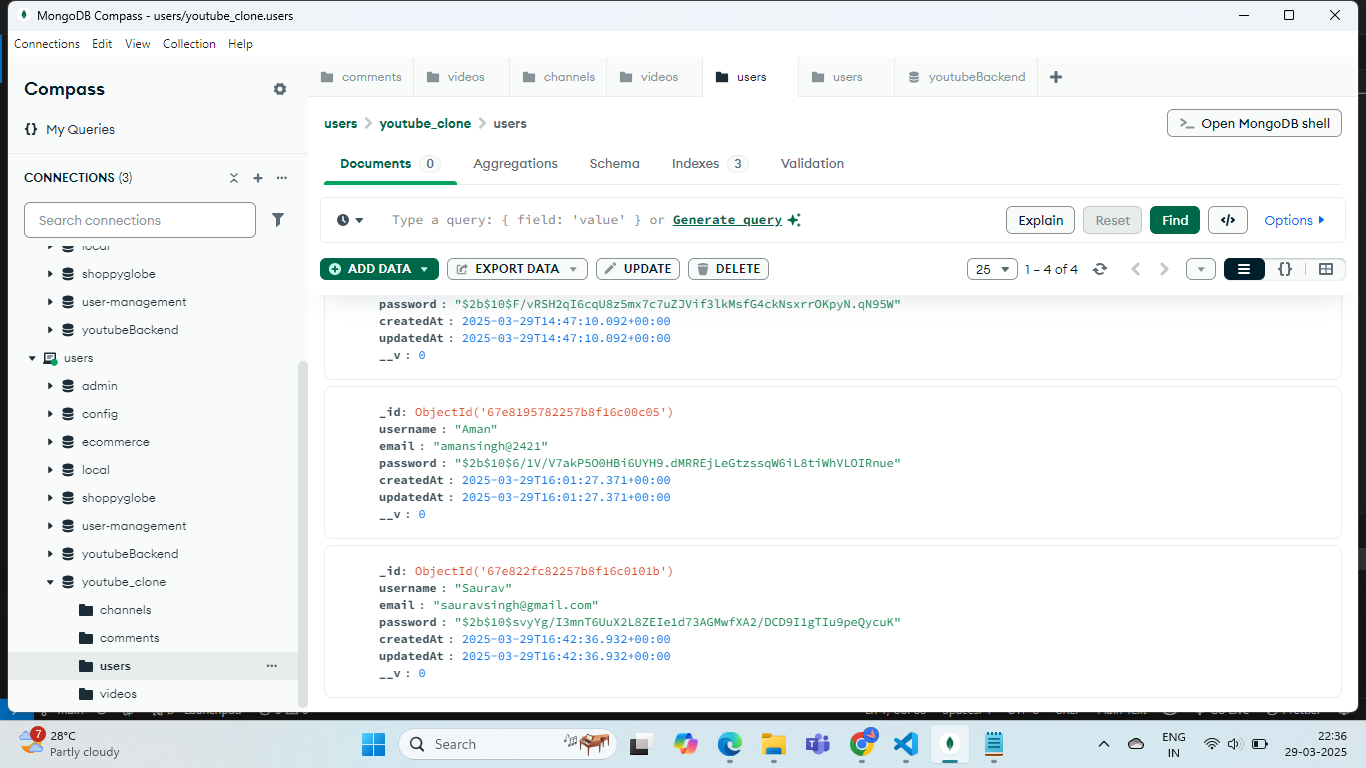 MongoDB Compass - users/youtube_clone.users
Connections Edit View Collection Help
Compass
{} My Queries
CONNECTIONS (3)
Search connections
local
shoppyglobe
user-management
youtubeBackend
users
admin
config
ecommerce
local
shoppyglobe
user-management
youtubeBackend
youtube_clone
channels
comments
users
videos
comments videos channels videos users users youtubeBackend
users > youtube_clone > users
>_ Open MongoDB shell
Documents 0 Aggregations Schema Indexes 3 Validation
Type a query: { field: 'value' } or Generate query
Explain Reset Find </> Options
ADD DATA EXPORT DATA UPDATE DELETE
25 1 – 4 of 4 {}
password : "$2b$10$F/vRSH2qI6cqU8z5mx7c7uZJVif3lkMsfG4ckNsxrrOKpyN.qN95W"
createdAt : 2025-03-29T14:47:10.092+00:00
updatedAt : 2025-03-29T14:47:10.092+00:00
__v : 0
_id: ObjectId('67e8195782257b8f16c00c05')
username : "Aman"
email : "amansingh@2421"
password : "$2b$10$6/1V/V7akP5O0HBi6UYH9.dMRREjLeGtzssqW6iL8tiWhVLOIRnue"
createdAt : 2025-03-29T16:01:27.371+00:00
updatedAt : 2025-03-29T16:01:27.371+00:00
__v : 0
_id: ObjectId('67e822fc82257b8f16c0101b')
username : "Saurav"
email : "sauravsingh@gmail.com"
password : "$2b$10$svyYg/I3mnT6UuX2L8ZEIe1d73AGMwfXA2/DCD9I1gTIu9peQycuK"
createdAt : 2025-03-29T16:42:36.932+00:00
updatedAt : 2025-03-29T16:42:36.932+00:00
__v : 0
7
28°C
Partly cloudy
Search
ENG
IN
22:36
29-03-2025